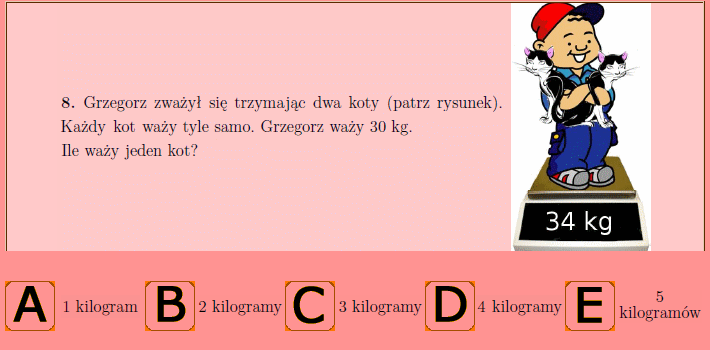 8. Grzegorz zważył się trzymając dwa koty (patrz rysunek).
Każdy kot waży tyle samo. Grzegorz waży 30 kg.
Ile waży jeden kot?
34 kg
A 1 kilogram B 2 kilogramy C 3 kilogramy D 4 kilogramy E 5 kilogramów